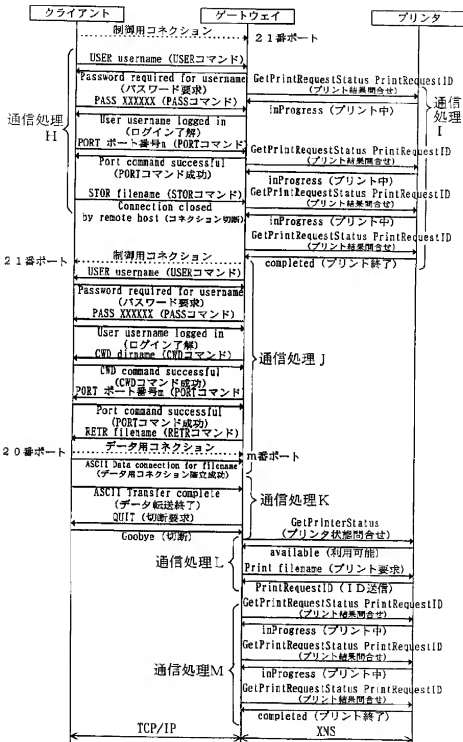 クライアント
ゲートウェイ
プリンタ
制御用コネクション
21番ポート
USER username (USERコマンド)
Password required for username
(パスワード要求)
PASS XXXXXX (PASSコマンド)
GetPrintRequestStatus PrintRequestID
(プリント結果問合せ)
通信処理H
通信処理I
User username logged in
(ログイン了解)
PORT ポート番号n (PORTコマンド)
inProgress (プリント中)
GetPrintRequestStatus PrintRequestID
(プリント結果問合せ)
Port command successful
(PORTコマンド成功)
STOR filename (STORコマンド)
inProgress (プリント中)
GetPrintRequestStatus PrintRequestID
(プリント結果問合せ)
Connection closed
by remote host (コネクション切断)
inProgress (プリント中)
GetPrintRequestStatus PrintRequestID
(プリント結果問合せ)
21番ポート
制御用コネクション
completed (プリント終了)
USER username (USERコマンド)
Password required for username
(パスワード要求)
PASS XXXXXX (PASSコマンド)
User username logged in
(ログイン了解)
CWD dirname (CWDコマンド)
通信処理J
CWD command successful
(CWDコマンド成功)
PORT ポート番号m (PORTコマンド)
Port command successful
(PORTコマンド成功)
RETR filename (RETRコマンド)
20番ポート
データ用コネクション
m番ポート
ASCII Data connection for filename
(データ用コネクション確立成功)
ASCII Transfer complete
(データ転送終了)
通信処理K
QUIT (切断要求)
Goobye (切断)
GetPrinterStatus
(プリンタ状態問合せ)
通信処理L
available (利用可能)
Print filename (プリント要求)
PrintRequestID (ID送信)
GetPrintRequestStatus PrintRequestID
(プリント結果問合せ)
通信処理M
inProgress (プリント中)
GetPrintRequestStatus PrintRequestID
(プリント結果問合せ)
inProgress (プリント中)
GetPrintRequestStatus PrintRequestID
(プリント結果問合せ)
completed (プリント終了)
TCP/IP
XNS